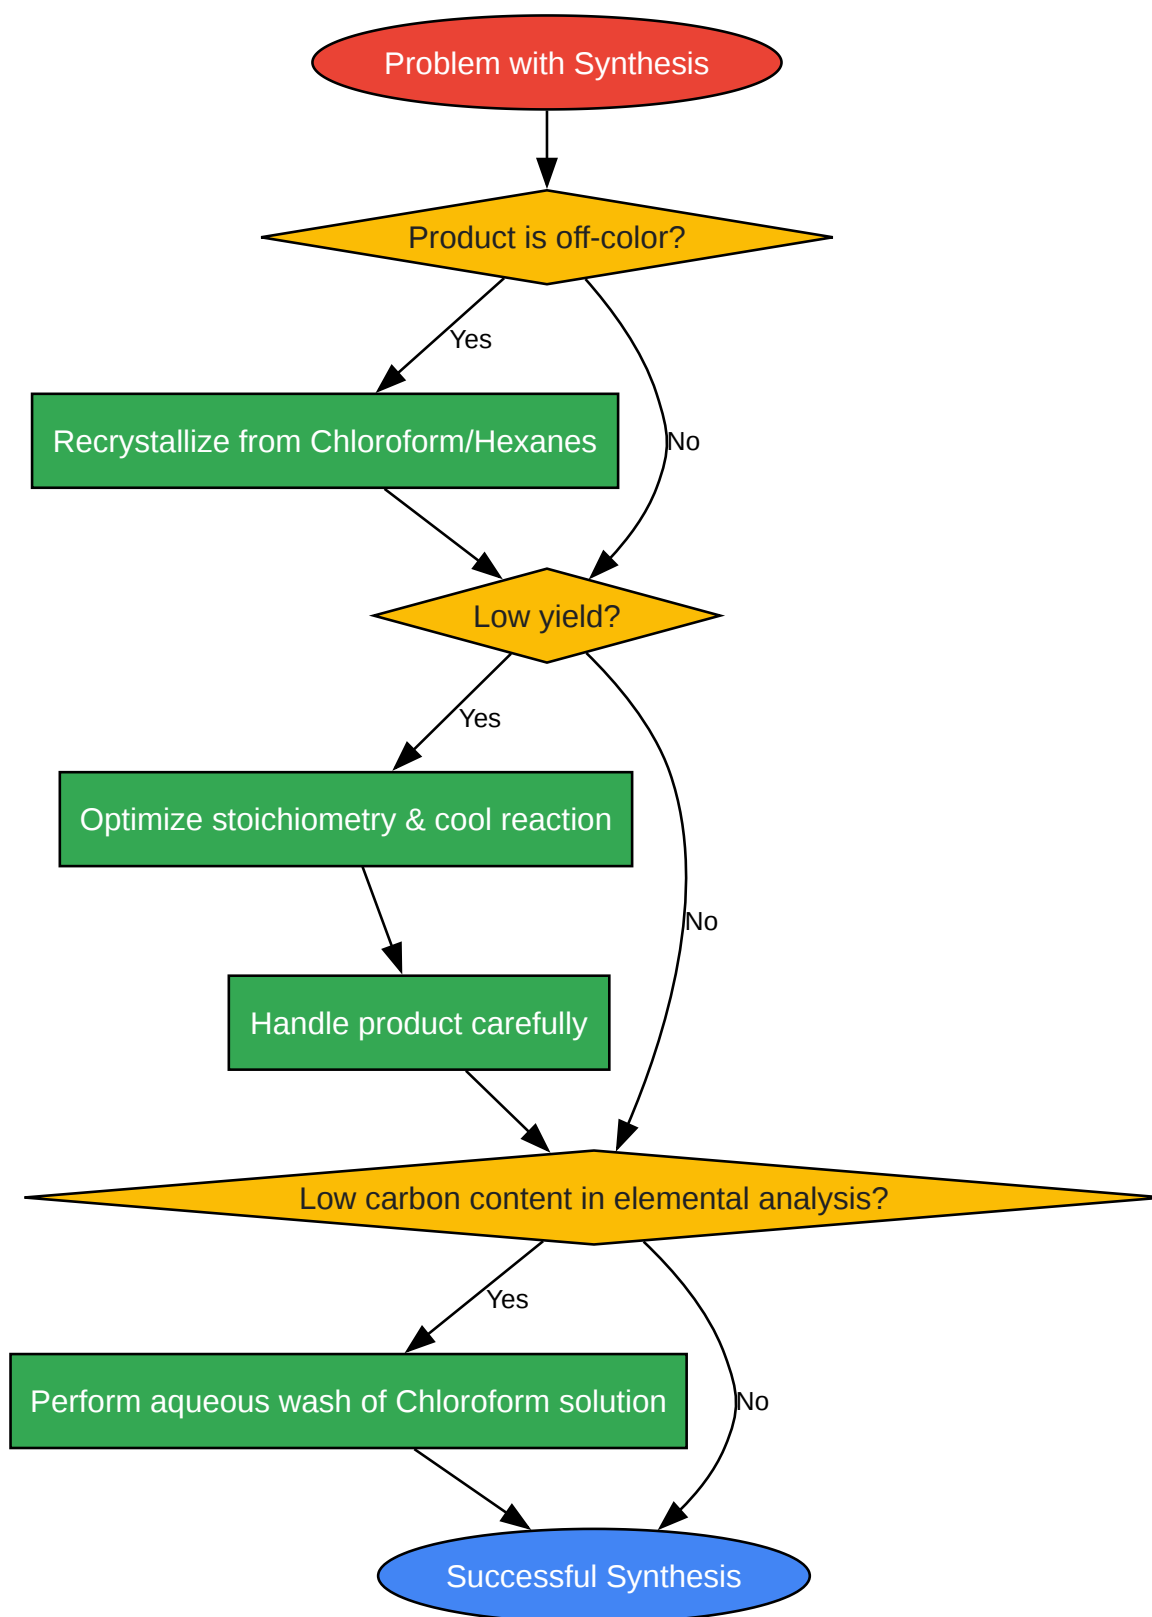 Problem with Synthesis
Product is off-color?
Yes
Recrystallize from Chloroform/Hexanes
No
Low yield?
Yes
Optimize stoichiometry & cool reaction
No
Handle product carefully
Low carbon content in elemental analysis?
Yes
Perform aqueous wash of Chloroform solution
No
Successful Synthesis